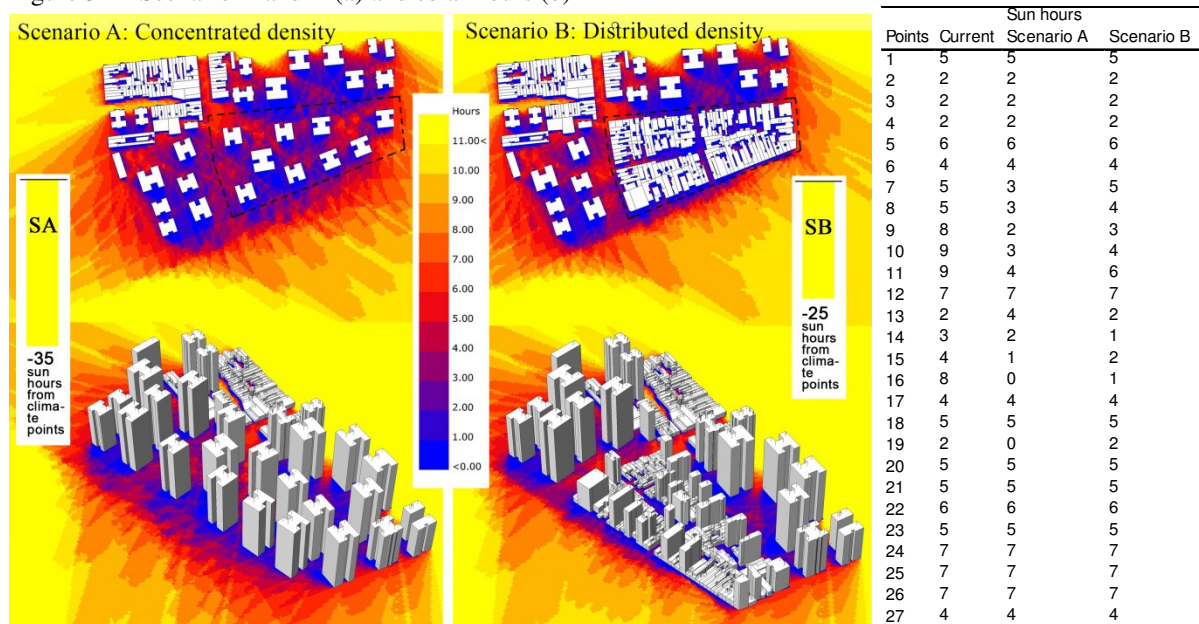 Scenario A: Concentrated density
Scenario B: Distributed density
Hours
11.00<
10.00
9.00
8.00
7.00
6.00
5.00
4.00
3.00
2.00
1.00
<0.00
SA
-35
sun
hours
from
clima-
te
points
SB
-25
sun
hours
from
clima-
te
points
Sun hours
Points Current Scenario A Scenario B
1 5 5 5
2 2 2 2
3 2 2 2
4 2 2 2
5 6 6 6
6 4 4 4
7 5 3 5
8 5 3 4
9 8 2 3
10 9 3 4
11 9 4 6
12 7 7 7
13 2 4 2
14 3 2 1
15 4 1 2
16 8 0 1
17 4 4 4
18 5 5 5
19 2 0 2
20 5 5 5
21 5 5 5
22 6 6 6
23 5 5 5
24 7 7 7
25 7 7 7
26 7 7 7
27 4 4 4